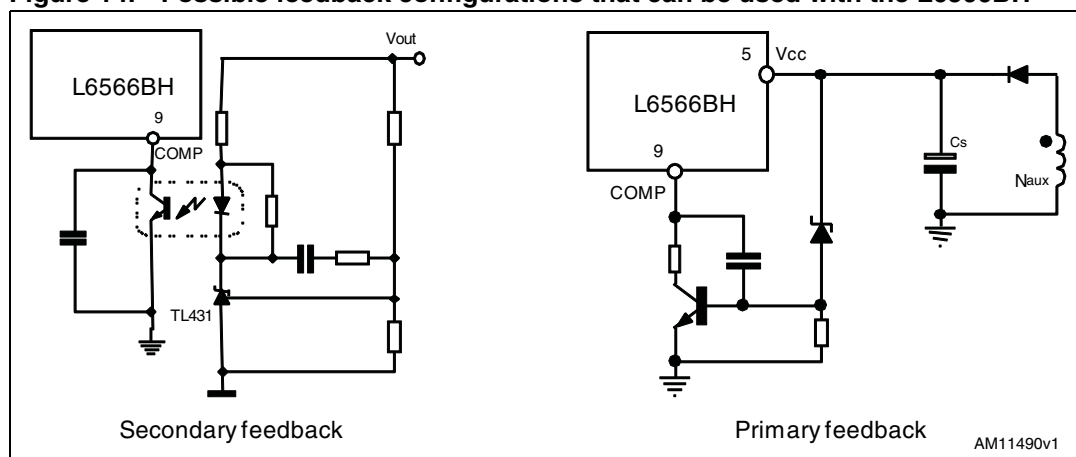 Figure 14. Possible feedback configurations that can be used with the L6566BH
Vout
L6566BH
9
COMP
TL431
Secondary feedback
5 Vcc
L6566BH
9
COMP
Cs
Naux
Primary feedback
AM11490v1